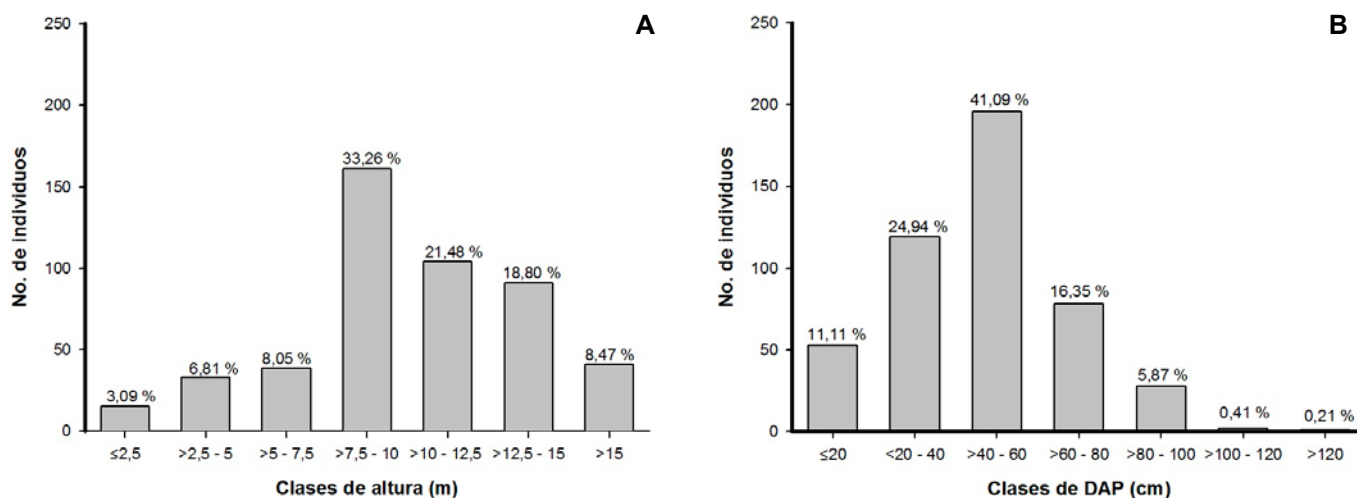 A
No. de individuos
250
200
150
100
50
0
3,09 %
6,81 %
8,05 %
33,26 %
21,48 %
18,80 %
8,47 %
≤2,5
>2,5 - 5
>5 - 7,5
>7,5 - 10
>10 - 12,5
>12,5 - 15
>15
Clases de altura (m)
B
No. de individuos
250
200
150
100
50
0
11,11 %
24,94 %
41,09 %
16,35 %
5,87 %
0,41 %
0,21 %
≤20
<20 - 40
>40 - 60
>60 - 80
>80 - 100
>100 - 120
>120
Clases de DAP (cm)